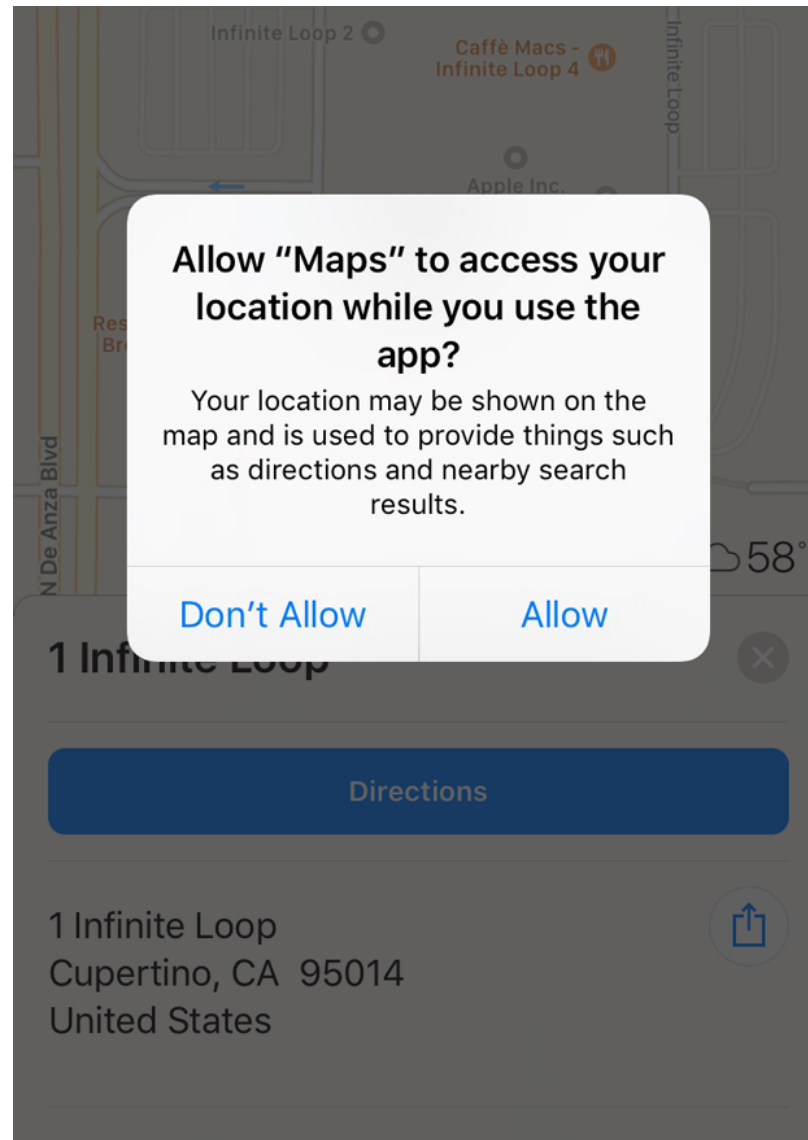 Infinite Loop 2
Caffè Macs -
Infinite Loop 4
Infinite Loop
Apple Inc.
Allow “Maps” to access your
location while you use the
app?
Your location may be shown on the
map and is used to provide things such
as directions and nearby search
results.
N De Anza Blvd
58°
Don’t Allow
Allow
1 Infinite Loop
Directions
1 Infinite Loop
Cupertino, CA 95014
United States